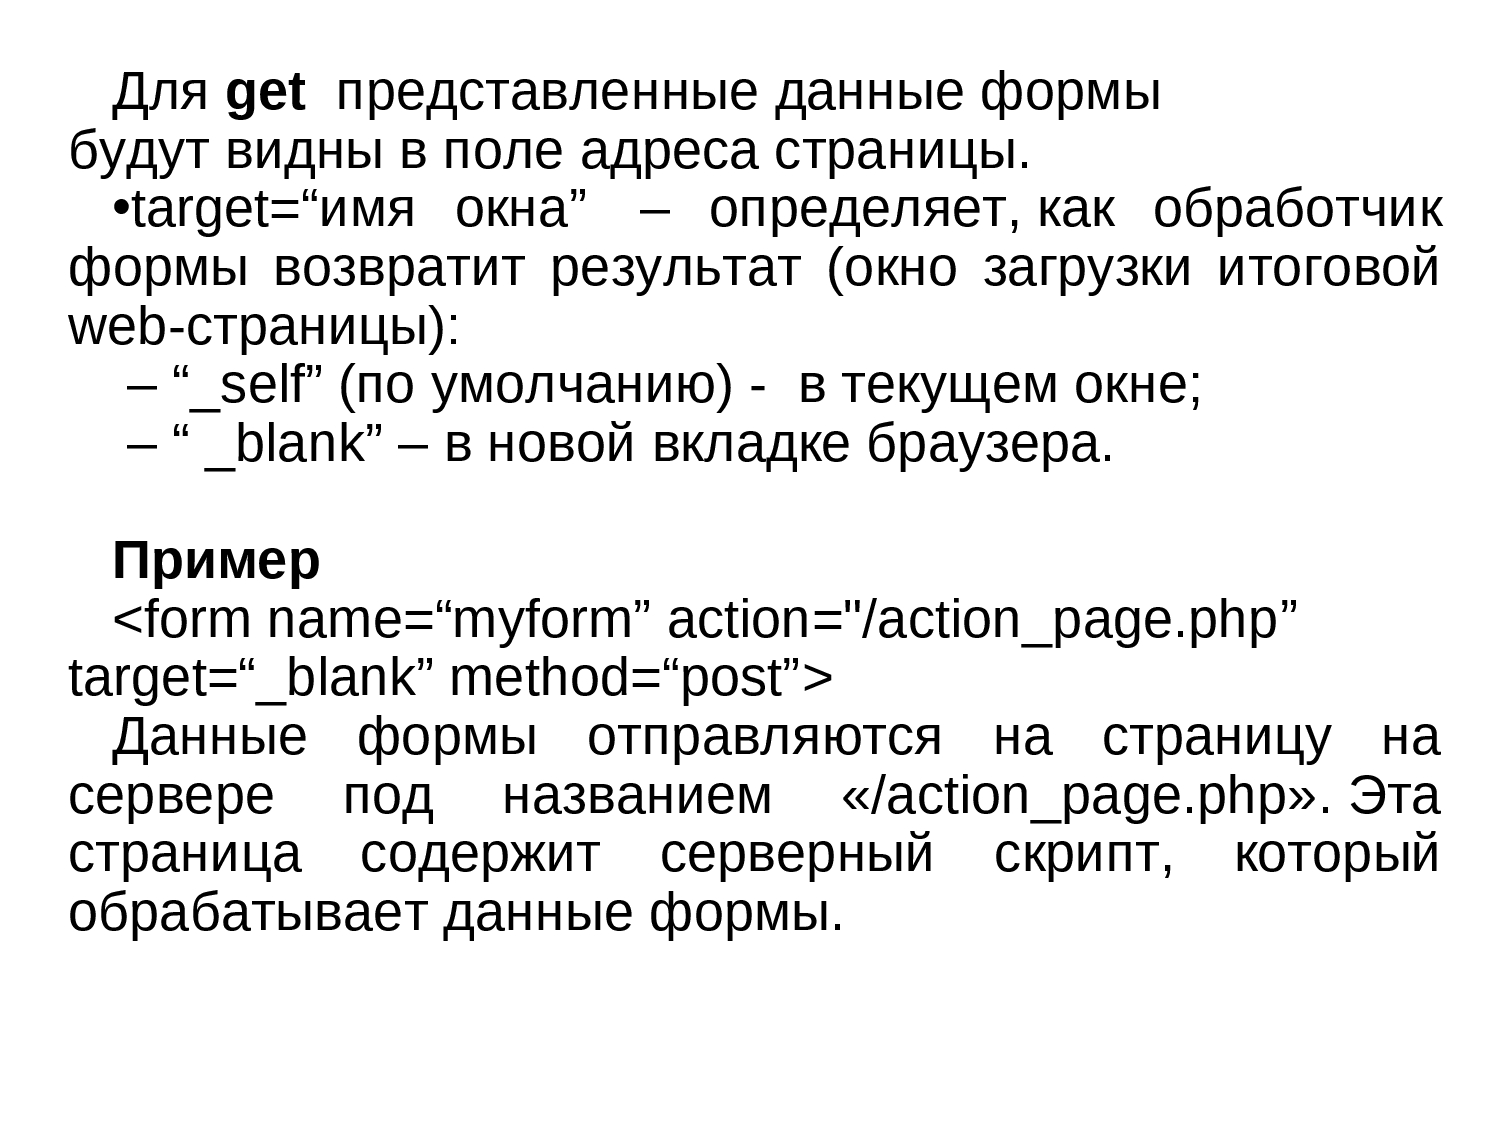 Для get представленные данные формы
будут видны в поле адреса страницы.
•target=“имя окна” – определяет, как обработчик
формы возвратит результат (окно загрузки итоговой
web-страницы):
– “_self” (по умолчанию) - в текущем окне;
– “ _blank” – в новой вкладке браузера.
Пример
<form name=“myform” action="/action_page.php”
target=“_blank” method=“post”>
Данные формы отправляются на страницу на
сервере под названием «/action_page.php». Эта
страница содержит серверный скрипт, который
обрабатывает данные формы.